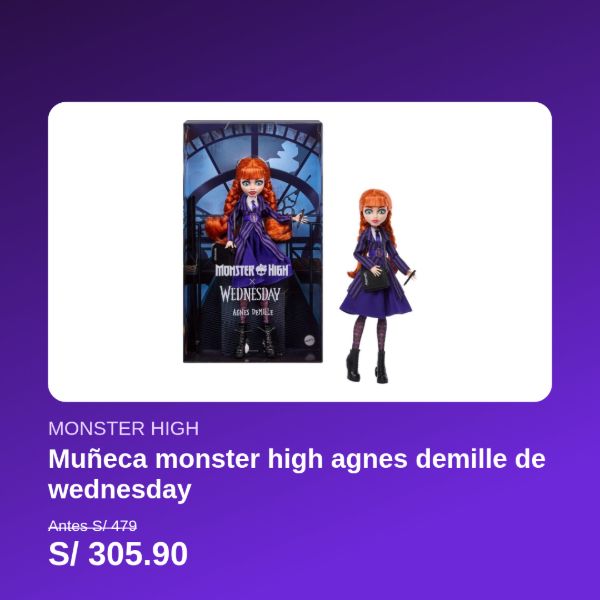 MONSTER HIGH
X
WEDNESDAY
AGNES DEMILLE
MONSTER HIGH
Muñeca monster high agnes demille de
wednesday
Antes S/ 479
S/ 305.90